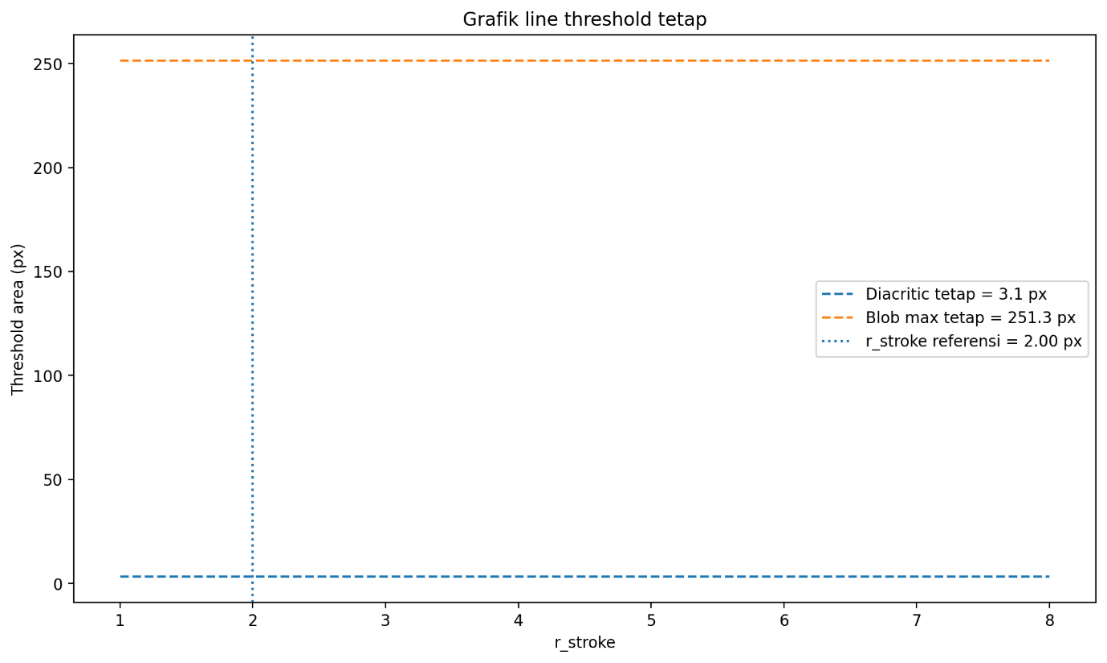 Grafik line threshold tetap
Threshold area (px)
250
200
150
100
50
0
Diacritic tetap = 3.1 px
Blob max tetap = 251.3 px
r_stroke referensi = 2.00 px
1 2 3 4 5 6 7 8
r_stroke